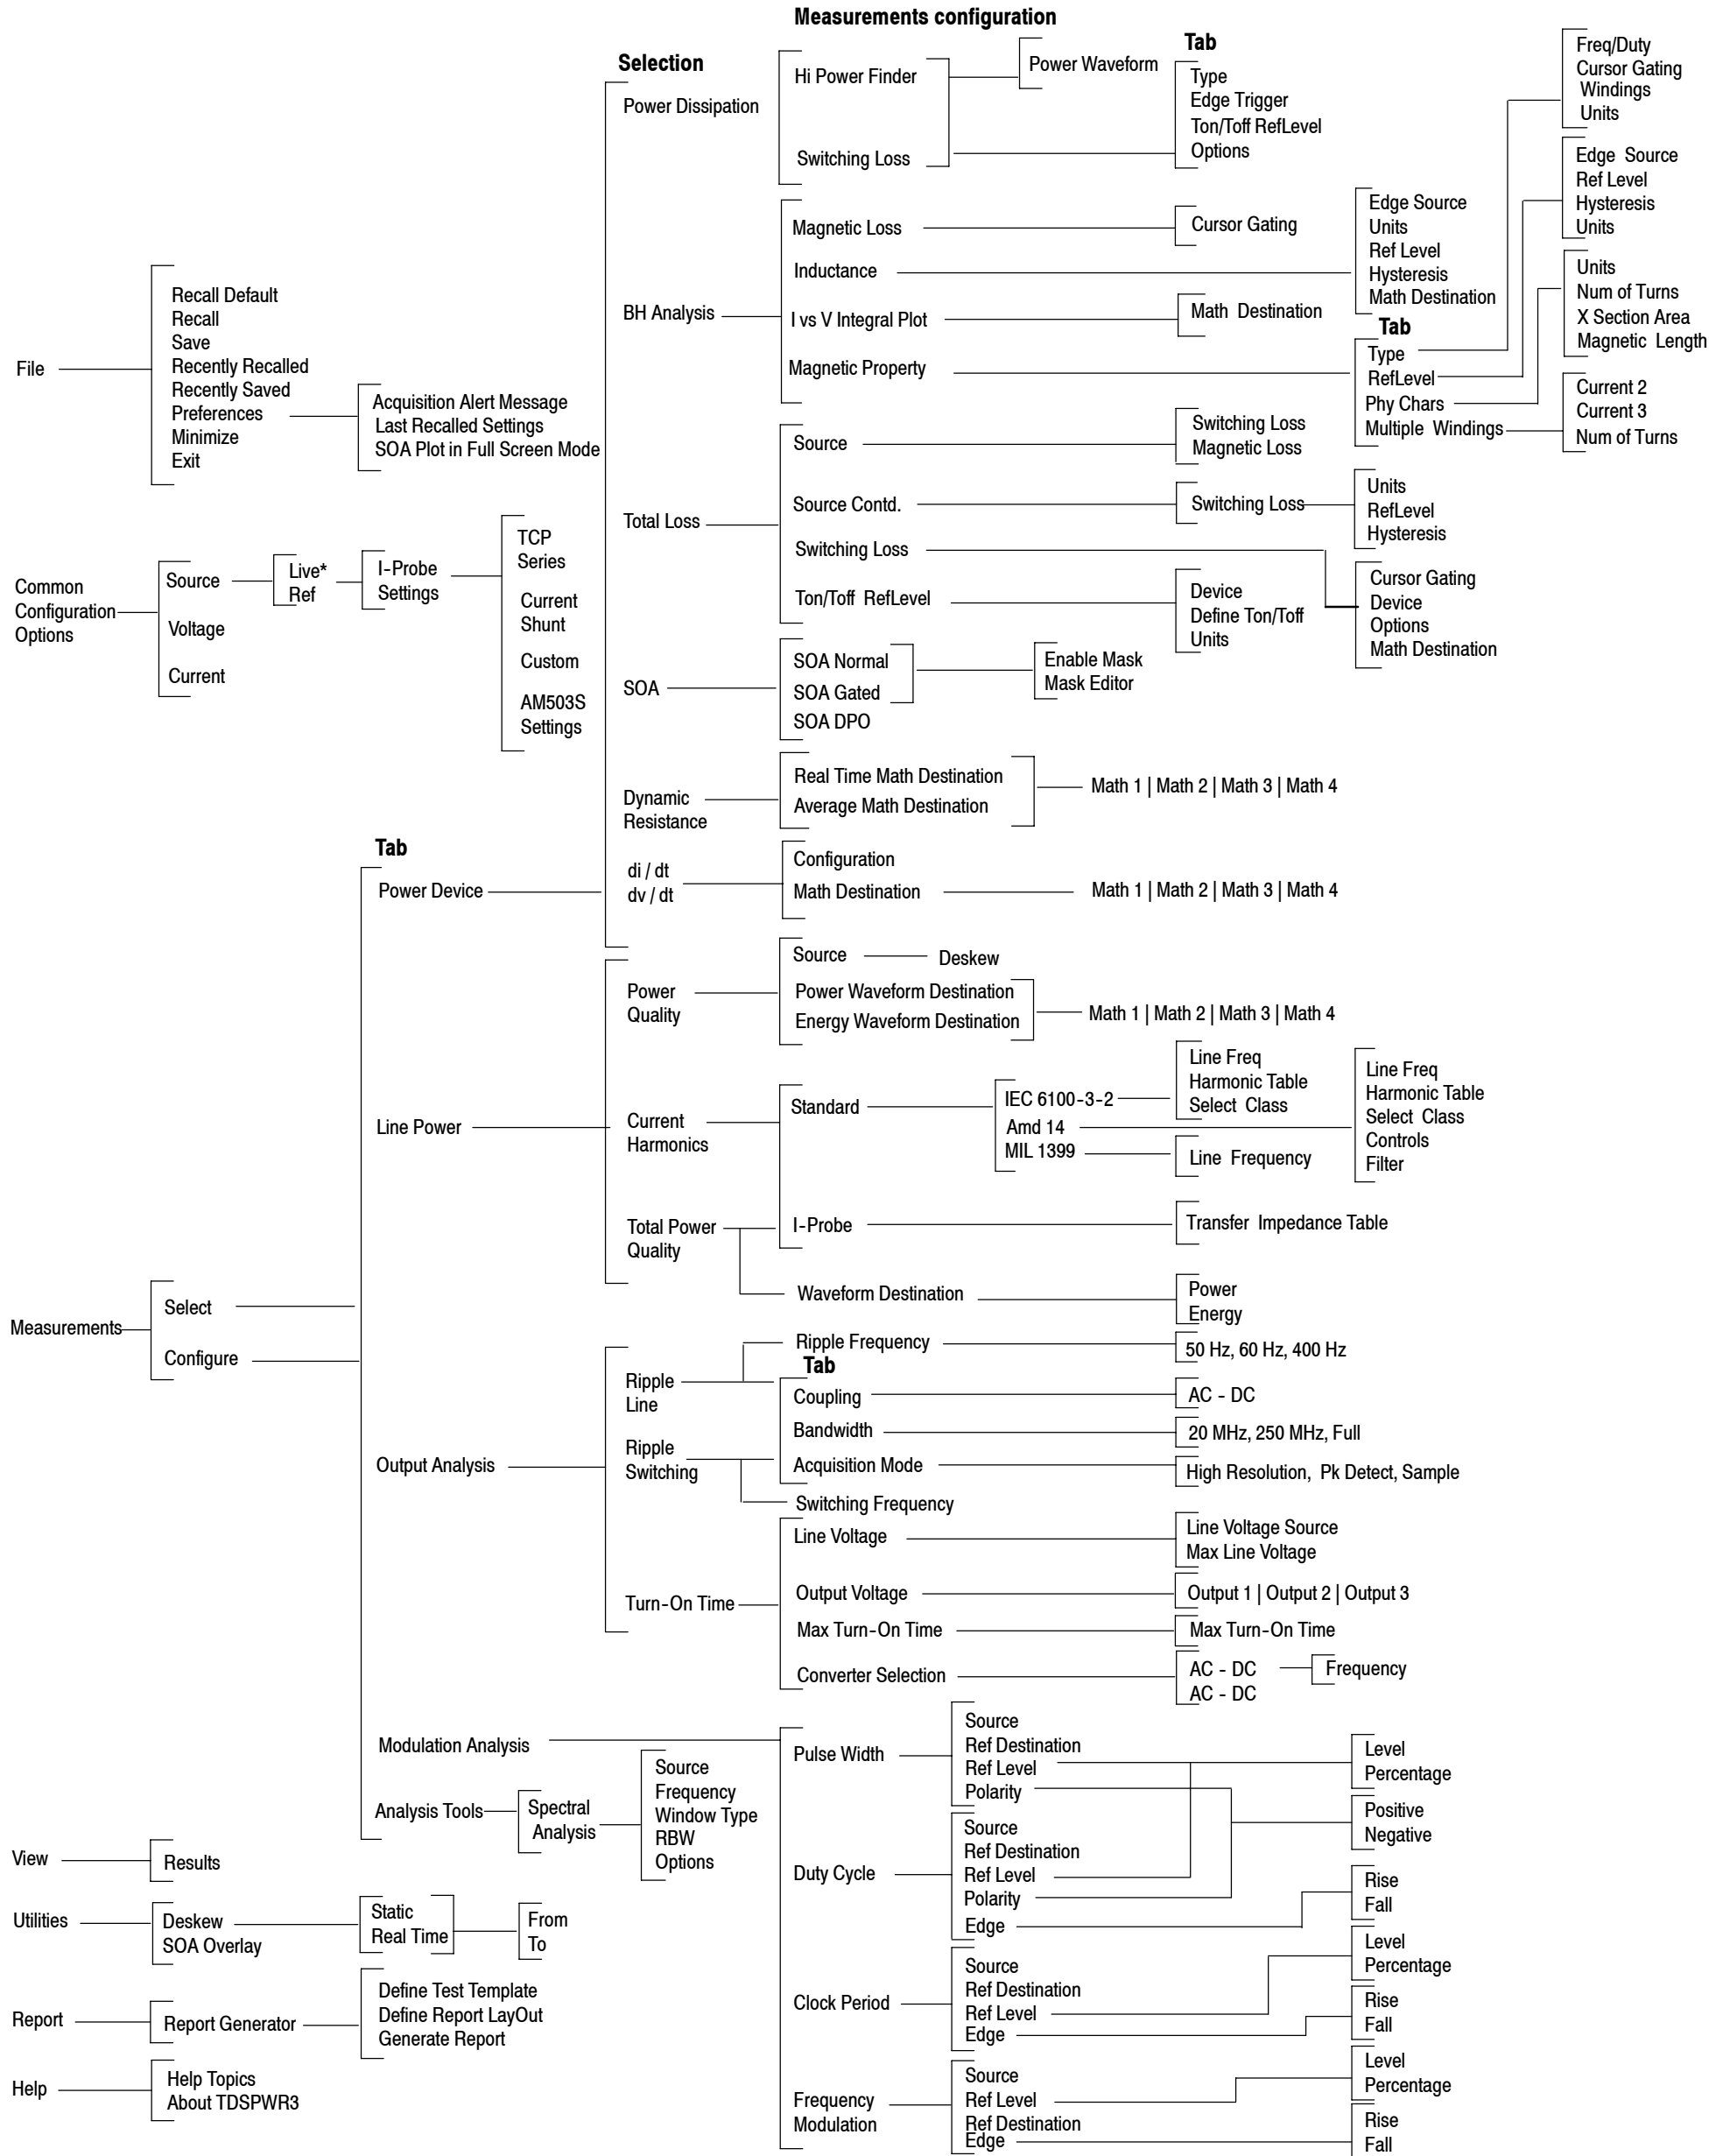 Measurements configuration
Selection
Power Dissipation
Hi Power Finder
Switching Loss
Power Waveform
Tab
Type
Edge Trigger
Ton/Toff RefLevel
Options
Freq/Duty
Cursor Gating
Windings
Units
Edge Source
Ref Level
Hysteresis
Units
BH Analysis
Magnetic Loss
Cursor Gating
Inductance
Edge Source
Units
Ref Level
Hysteresis
Math Destination
I vs V Integral Plot
Math Destination
Magnetic Property
Tab
Type
RefLevel
Phy Chars
Multiple Windings
Units
Num of Turns
X Section Area
Magnetic Length
Current 2
Current 3
Num of Turns
File
Recall Default
Recall
Save
Recently Recalled
Recently Saved
Preferences
Minimize
Exit
Acquisition Alert Message
Last Recalled Settings
SOA Plot in Full Screen Mode
Total Loss
Source
Switching Loss
Magnetic Loss
Source Contd.
Switching Loss
Units
RefLevel
Hysteresis
Switching Loss
Cursor Gating
Device
Options
Math Destination
Ton/Toff RefLevel
Device
Define Ton/Toff
Units
Common
Configuration
Options
Source
Voltage
Current
Live*
Ref
I-Probe
Settings
TCP
Series
Current
Shunt
Custom
AM503S
Settings
SOA
SOA Normal
SOA Gated
SOA DPO
Enable Mask
Mask Editor
Dynamic
Resistance
Real Time Math Destination
Average Math Destination
Math 1 | Math 2 | Math 3 | Math 4
di / dt
dv / dt
Configuration
Math Destination
Math 1 | Math 2 | Math 3 | Math 4
Tab
Power Device
Power
Quality
Source
Deskew
Power Waveform Destination
Energy Waveform Destination
Math 1 | Math 2 | Math 3 | Math 4
Line Power
Current
Harmonics
Standard
IEC 6100-3-2
Amd 14
MIL 1399
Line Freq
Harmonic Table
Select Class
Line Frequency
Line Freq
Harmonic Table
Select Class
Controls
Filter
Total Power
Quality
I-Probe
Transfer Impedance Table
Waveform Destination
Power
Energy
Measurements
Select
Configure
Output Analysis
Ripple
Line
Ripple Frequency
50 Hz, 60 Hz, 400 Hz
Tab
Coupling
AC - DC
Bandwidth
20 MHz, 250 MHz, Full
Ripple
Switching
Acquisition Mode
High Resolution, Pk Detect, Sample
Switching Frequency
Turn-On Time
Line Voltage
Line Voltage Source
Max Line Voltage
Output Voltage
Output 1 | Output 2 | Output 3
Max Turn-On Time
Max Turn-On Time
Converter Selection
AC - DC
AC - DC
Frequency
Modulation Analysis
Pulse Width
Source
Ref Destination
Ref Level
Polarity
Level
Percentage
Positive
Negative
Analysis Tools
Spectral
Analysis
Source
Frequency
Window Type
RBW
Options
Duty Cycle
Source
Ref Destination
Ref Level
Polarity
Edge
Rise
Fall
View
Results
Utilities
Deskew
SOA Overlay
Static
Real Time
From
To
Clock Period
Source
Ref Destination
Ref Level
Edge
Level
Percentage
Rise
Fall
Report
Report Generator
Define Test Template
Define Report LayOut
Generate Report
Help
Help Topics
About TDSPWR3
Frequency
Modulation
Source
Ref Level
Ref Destination
Edge
Level
Percentage
Rise
Fall